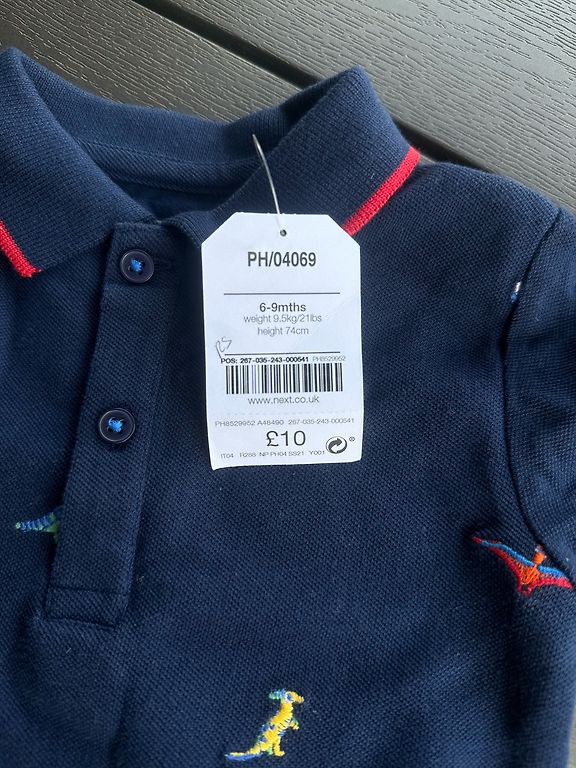 PH/04069
6-9mths
weight 9.5kg/21lbs
height 74cm
POS: 267-035-243-000541 PH8529952
www.next.co.uk
PH8529952 A48490 267-035-243-000541
£10
IT04 R288 NP PH04 SS21 Y001